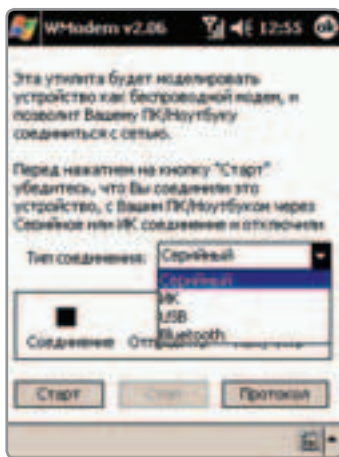 WModem v2.06 12:55 ok
Эта утилита будет моделировать
устройство как беспроводной модем, и
позволит Вашему ПК/Ноутбуку
соединиться с сетью.
Перед нажатием на кнопку "Старт"
убедитесь, что Вы соединили это
устройство, с Вашим ПК/Ноутбуком через
Серийное или ИК соединение и отключили
Тип соединения: Серийный
Серийный
ИК
USB
Bluetooth
Соединение
Старт Протокол